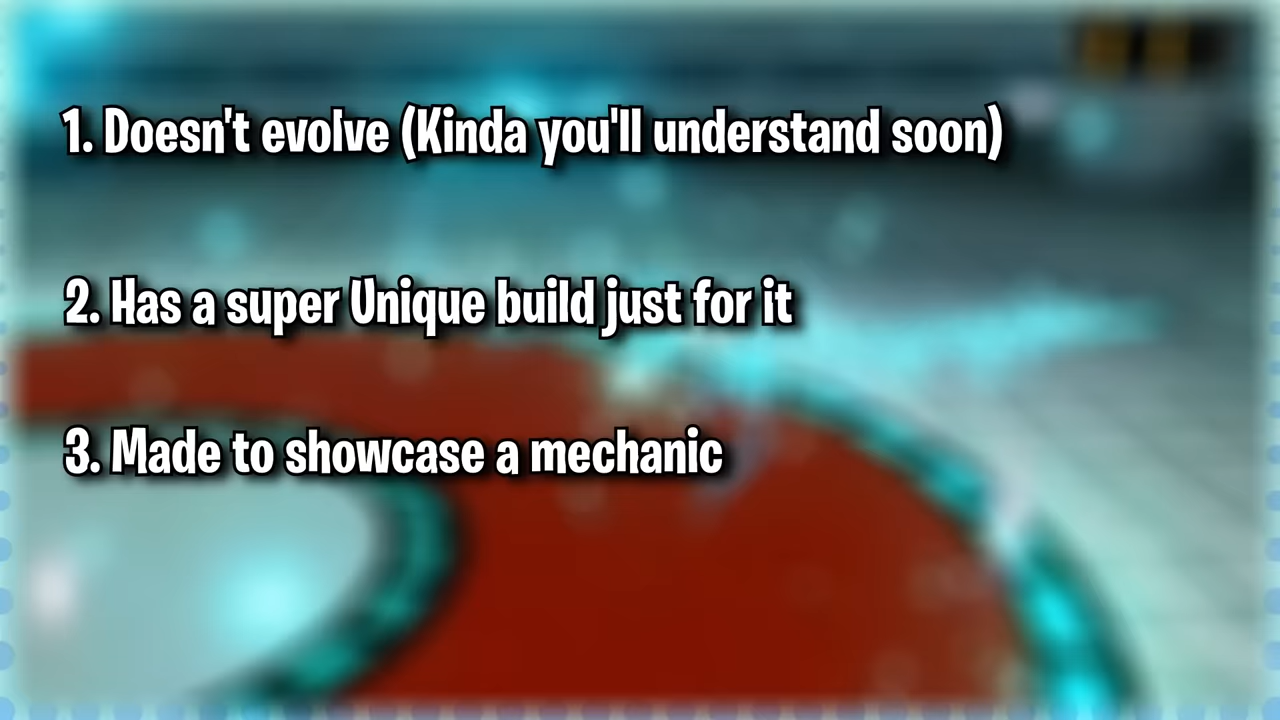 1. Doesn't evolve (Kinda you'll understand soon)
2. Has a super Unique build just for it
3. Made to showcase a mechanic